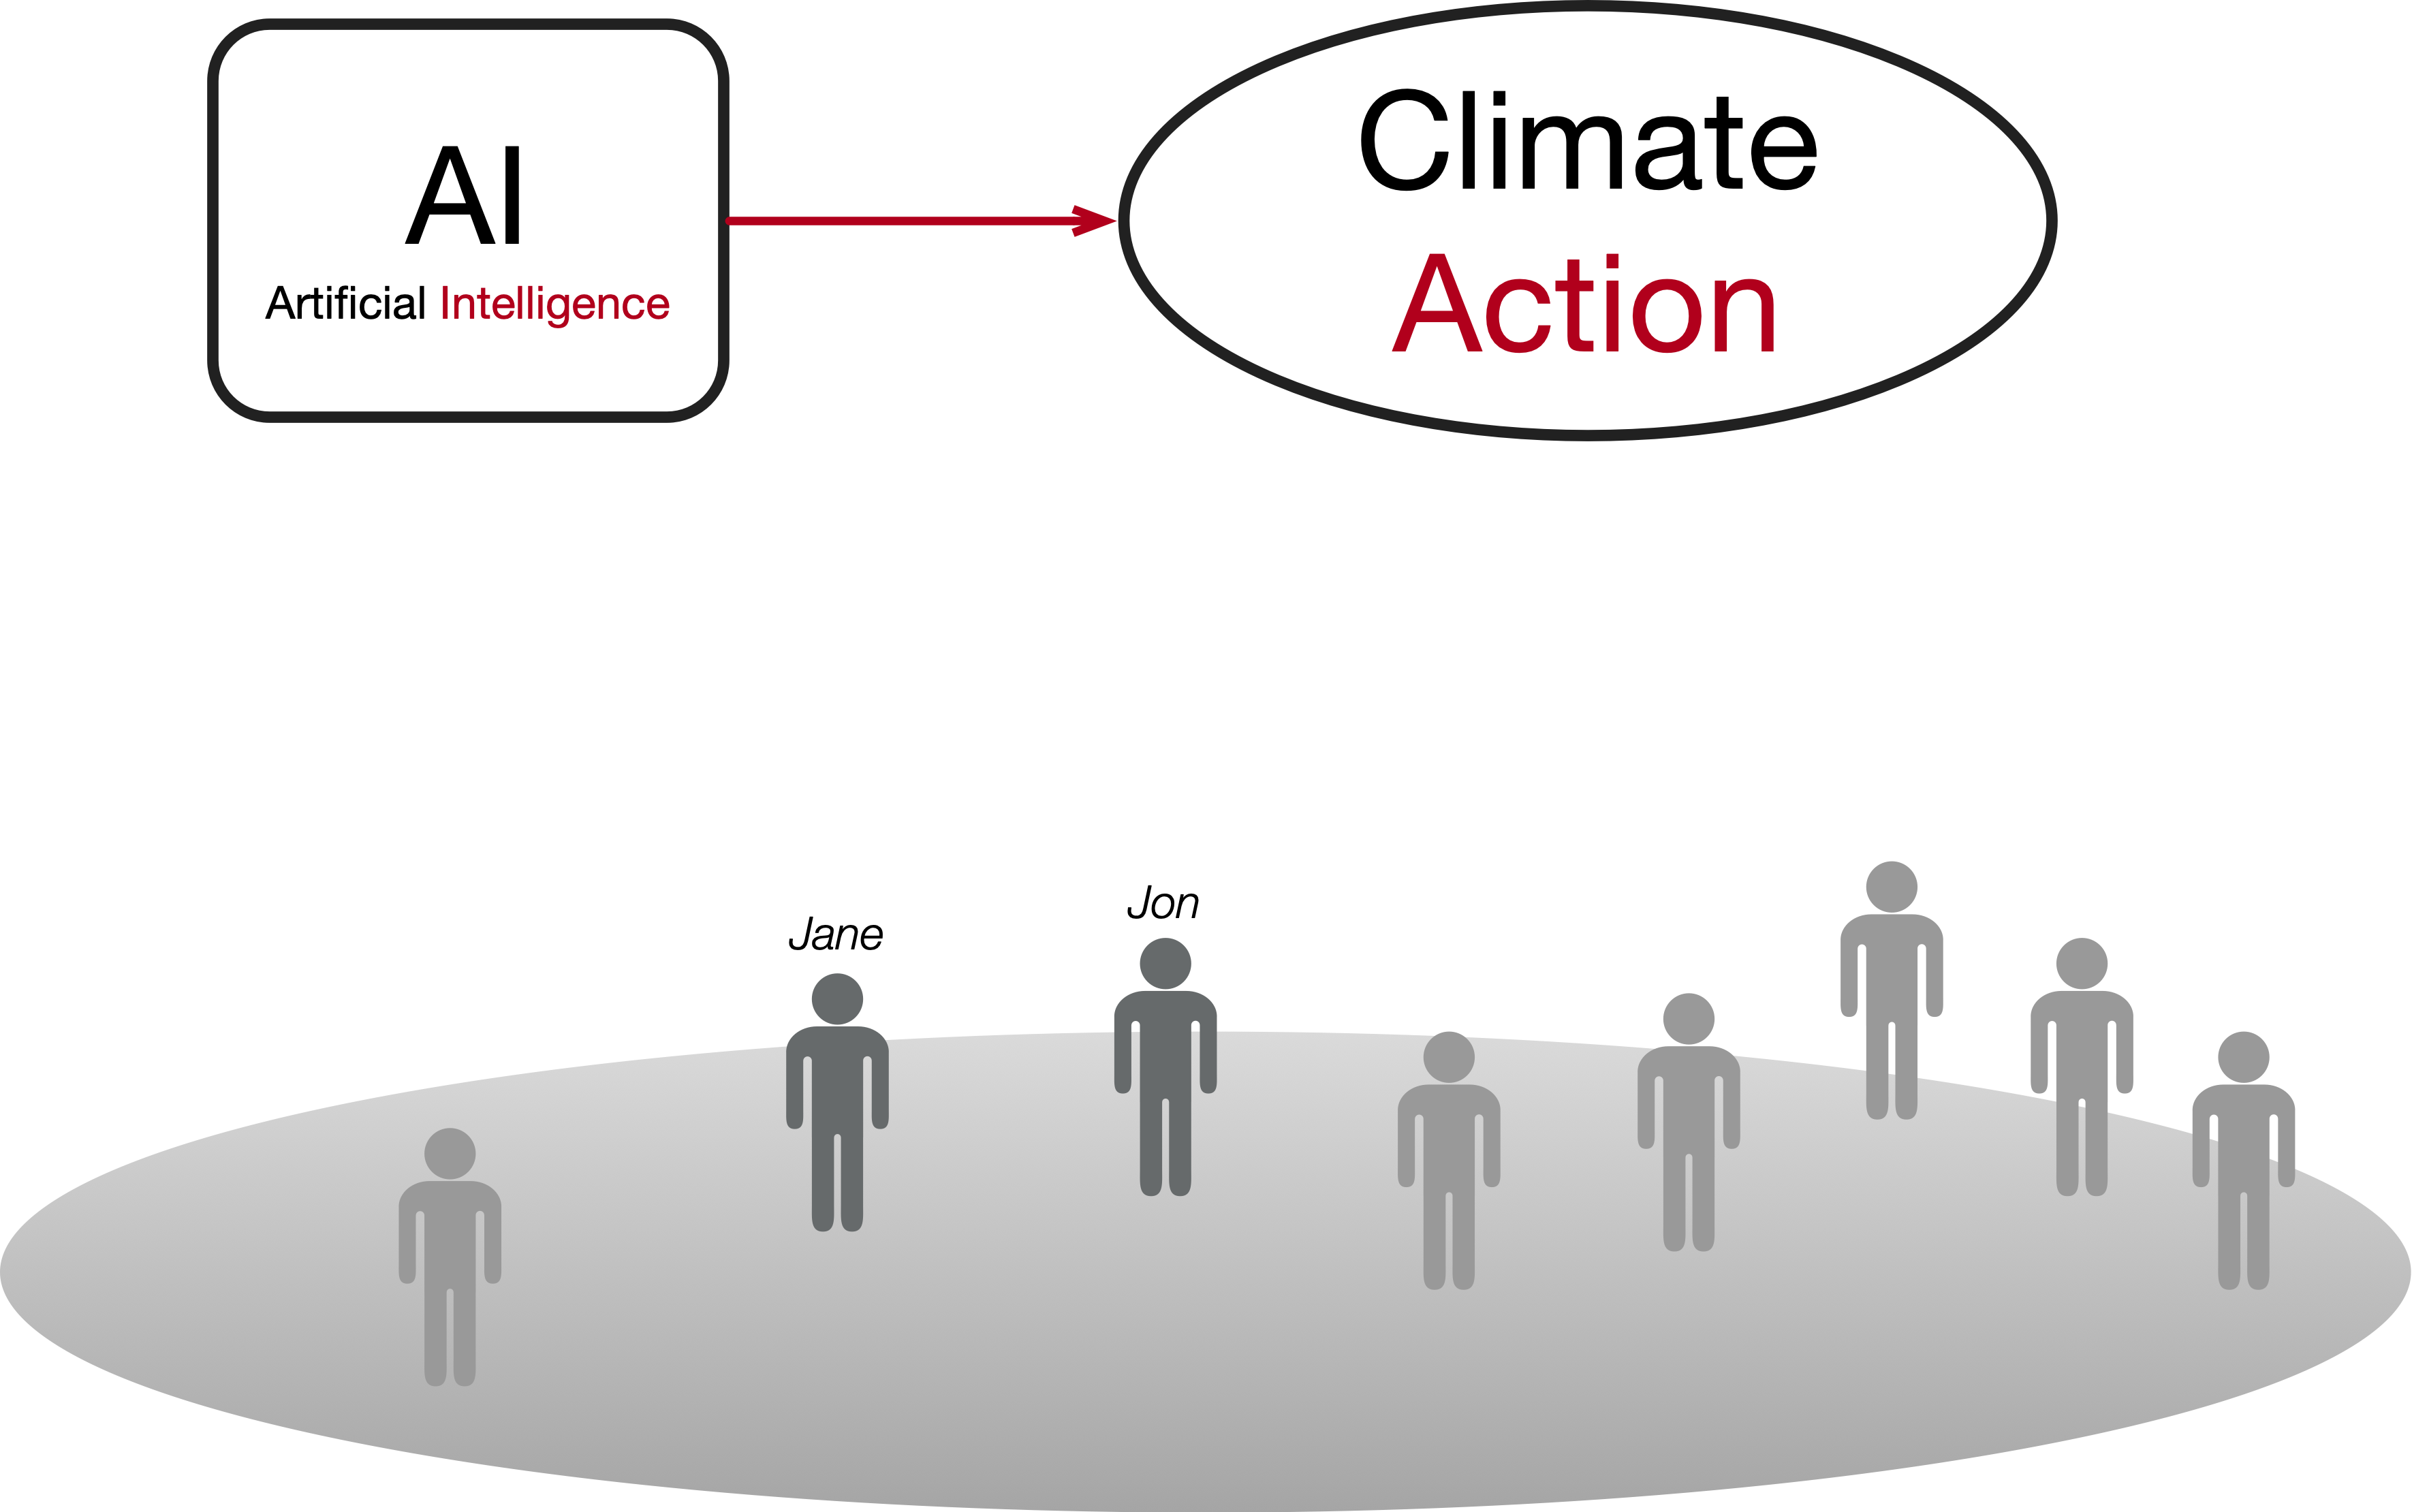 AI
Artificial Intelligence
Climate
Action
Jane
Jon